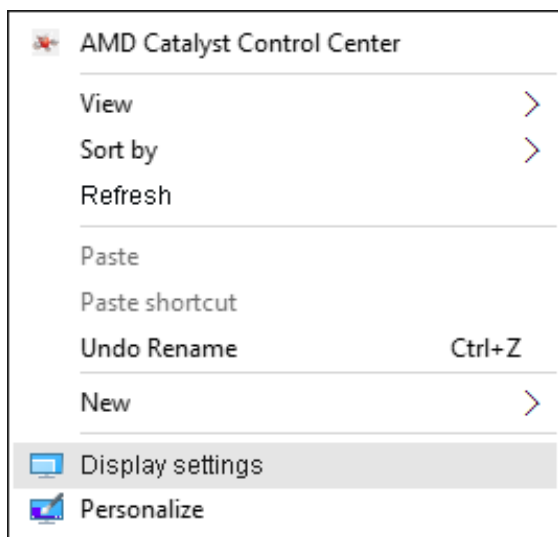 AMD Catalyst Control Center
View
Sort by
Refresh
Paste
Paste shortcut
Undo Rename Ctrl+Z
New
Display settings
Personalize